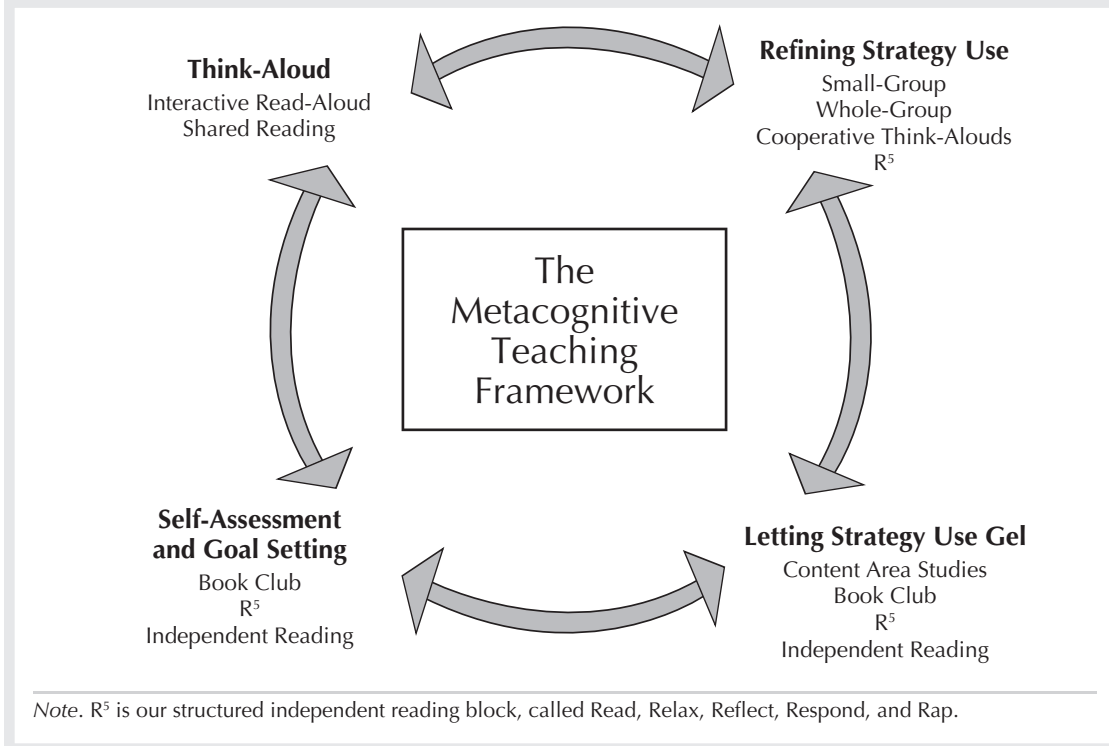 Think-Aloud
Interactive Read-Aloud
Shared Reading
Refining Strategy Use
Small-Group
Whole-Group
Cooperative Think-Alouds
R⁵
The
Metacognitive
Teaching
Framework
Self-Assessment
and Goal Setting
Book Club
R⁵
Independent Reading
Letting Strategy Use Gel
Content Area Studies
Book Club
R⁵
Independent Reading
Note. R⁵ is our structured independent reading block, called Read, Relax, Reflect, Respond, and Rap.